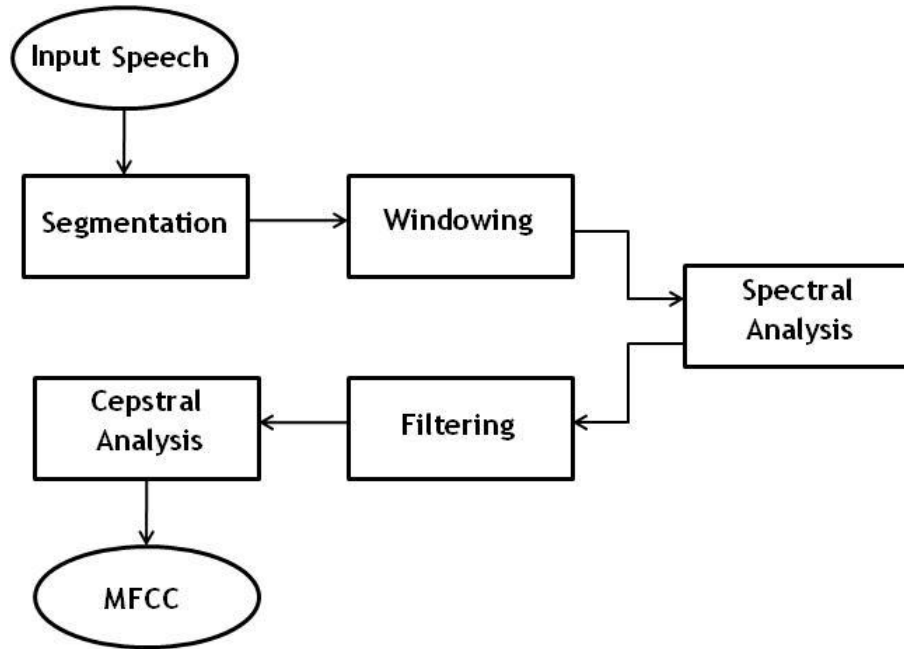 Input Speech
Segmentation
Windowing
Spectral
Analysis
Filtering
Cepstral
Analysis
MFCC